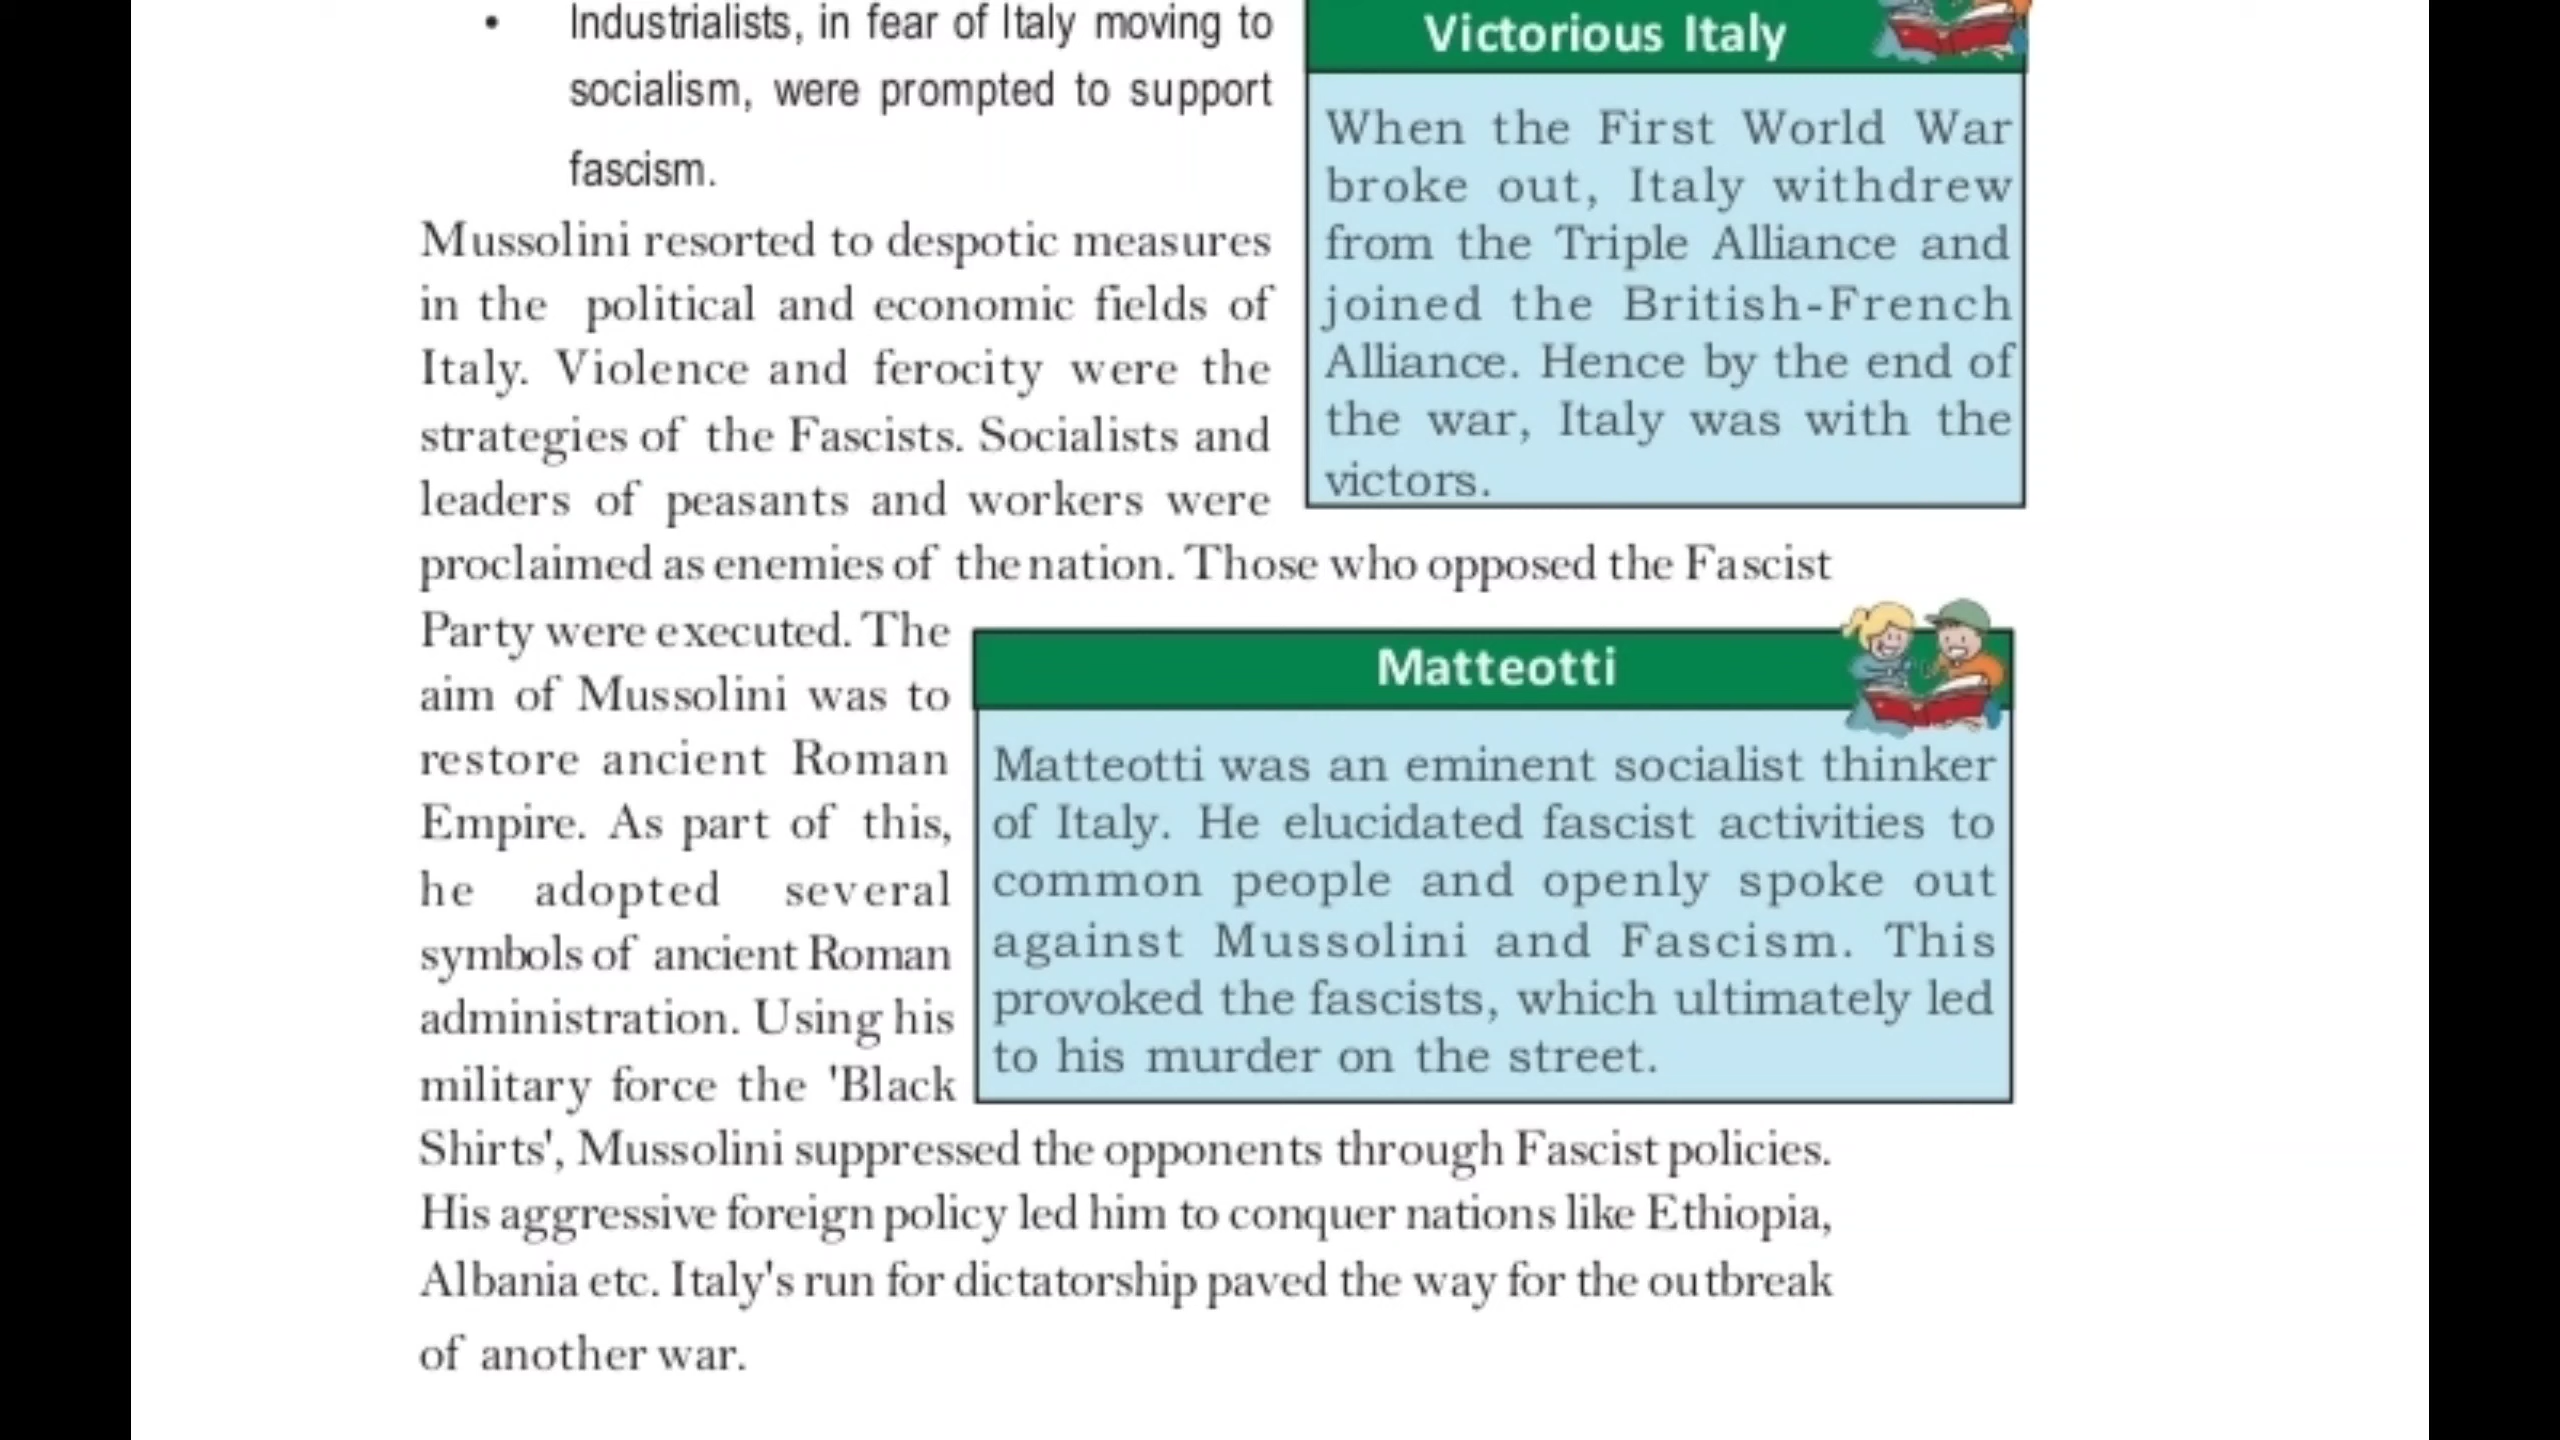 • Industrialists, in fear of Italy moving to
socialism, were prompted to support
fascism.
Victorious Italy
When the First World War
broke out, Italy withdrew
from the Triple Alliance and
joined the British-French
Alliance. Hence by the end of
the war, Italy was with the
victors.
Mussolini resorted to despotic measures
in the political and economic fields of
Italy. Violence and ferocity were the
strategies of the Fascists. Socialists and
leaders of peasants and workers were
proclaimed as enemies of the nation. Those who opposed the Fascist
Party were executed. The
aim of Mussolini was to
restore ancient Roman
Empire. As part of this,
he adopted several
symbols of ancient Roman
administration. Using his
military force the 'Black
Matteotti
Matteotti was an eminent socialist thinker
of Italy. He elucidated fascist activities to
common people and openly spoke out
against Mussolini and Fascism. This
provoked the fascists, which ultimately led
to his murder on the street.
Shirts', Mussolini suppressed the opponents through Fascist policies.
His aggressive foreign policy led him to conquer nations like Ethiopia,
Albania etc. Italy's run for dictatorship paved the way for the outbreak
of another war.